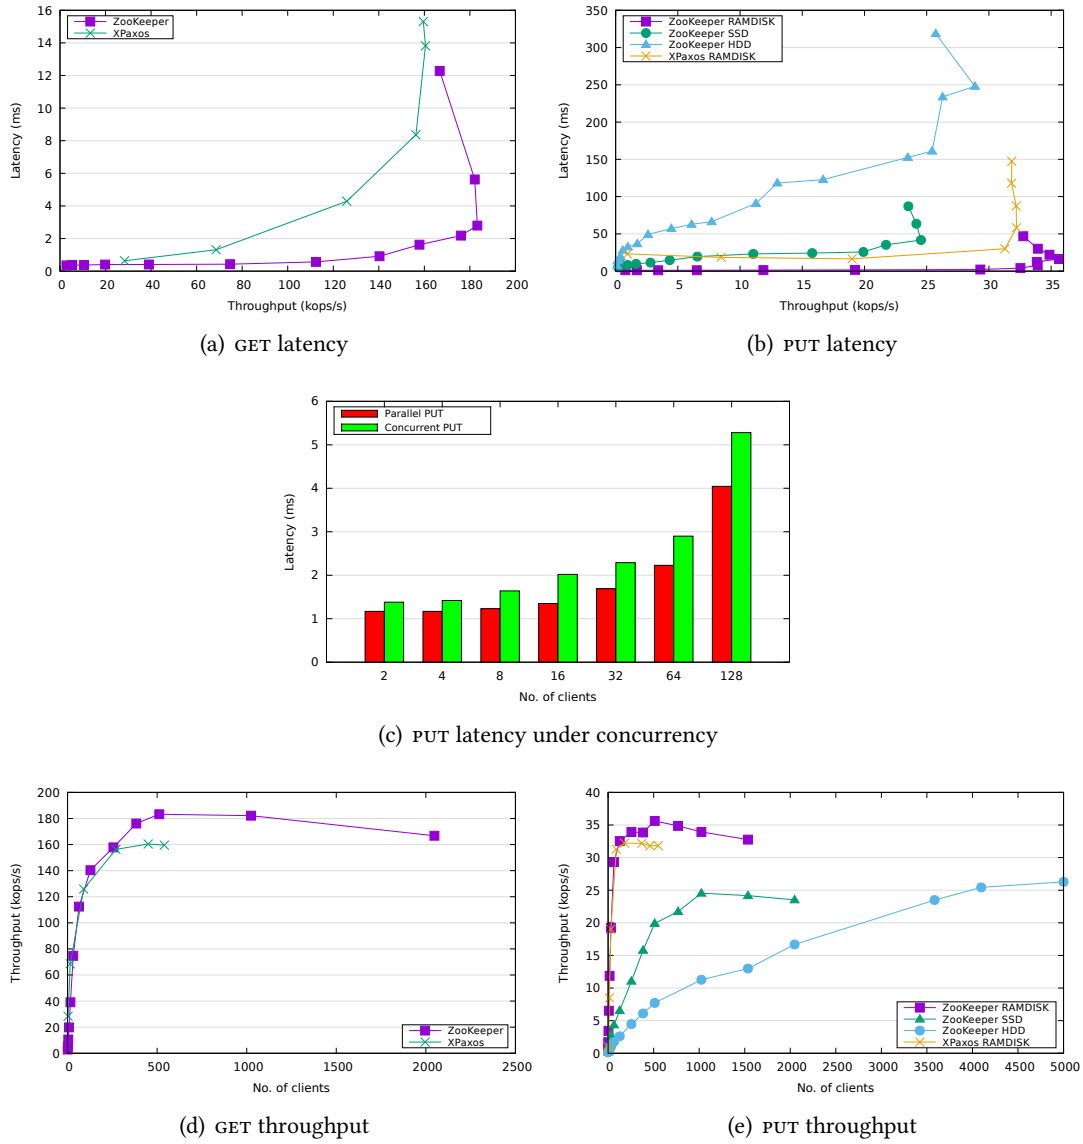 16
14
12
10
8
6
4
2
0
0 20 40 60 80 100 120 140 160 180 200
Latency (ms)
Throughput (kops/s)
ZooKeeper
XPaxos
(a) GET latency
350
300
250
200
150
100
50
0
0 5 10 15 20 25 30 35
Latency (ms)
Throughput (kops/s)
ZooKeeper RAMDISK
ZooKeeper SSD
ZooKeeper HDD
XPaxos RAMDISK
(b) PUT latency
6
5
4
3
2
1
0
2 4 8 16 32 64 128
Latency (ms)
No. of clients
Parallel PUT
Concurrent PUT
(c) PUT latency under concurrency
200
180
160
140
120
100
80
60
40
20
0
0 500 1000 1500 2000 2500
Throughput (kops/s)
No. of clients
ZooKeeper
XPaxos
(d) GET throughput
40
35
30
25
20
15
10
5
0
0 500 1000 1500 2000 2500 3000 3500 4000 4500 5000
Throughput (kops/s)
No. of clients
ZooKeeper RAMDISK
ZooKeeper SSD
ZooKeeper HDD
XPaxos RAMDISK
(e) PUT throughput